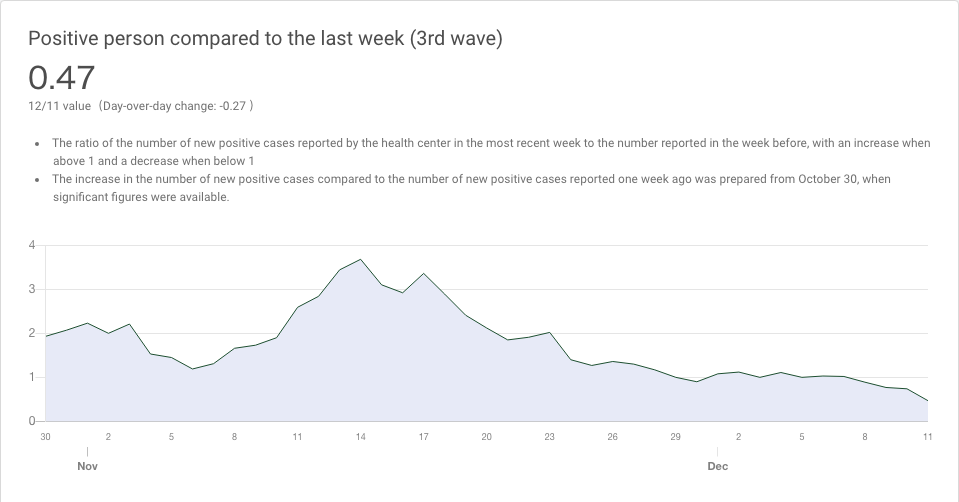 Positive person compared to the last week (3rd wave)
0.47
12/11 value (Day-over-day change: -0.27 )
• The ratio of the number of new positive cases reported by the health center in the most recent week to the number reported in the week before, with an increase when
above 1 and a decrease when below 1
• The increase in the number of new positive cases compared to the number of new positive cases reported one week ago was prepared from October 30, when
significant figures were available.
4
3
2
1
0
30 2 5 8 11 14 17 20 23 26 29 2 5 8 11
Nov Dec